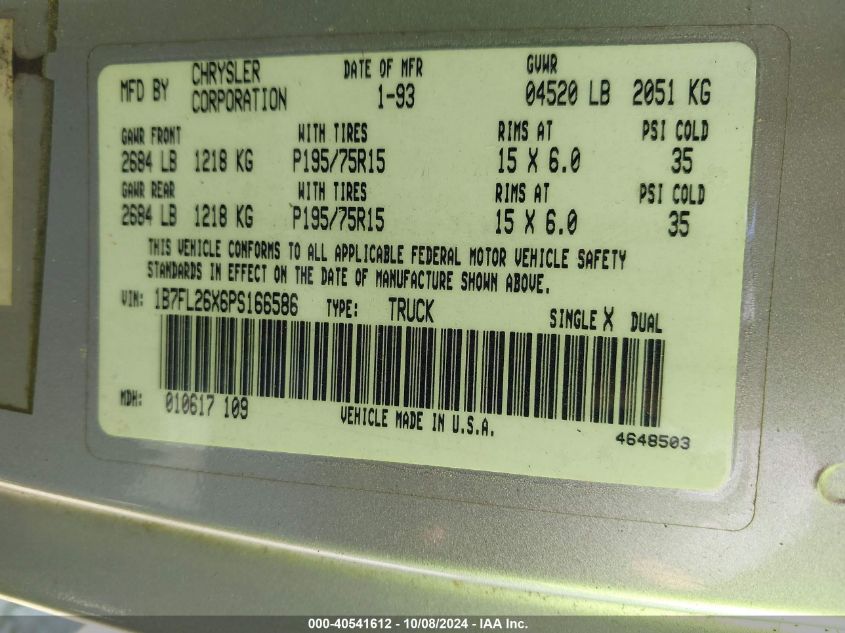 MFD BY CHRYSLER CORPORATION DATE OF MFR 1-93 GVWR 04520 LB 2051 KG
GAWR FRONT WITH TIRES RIMS AT PSI COLD
2684 LB 1218 KG P195/75R15 15 X 6.0 35
GAWR REAR WITH TIRES RIMS AT PSI COLD
2684 LB 1218 KG P195/75R15 15 X 6.0 35
THIS VEHICLE CONFORMS TO ALL APPLICABLE FEDERAL MOTOR VEHICLE SAFETY
STANDARDS IN EFFECT ON THE DATE OF MANUFACTURE SHOWN ABOVE.
VIN: 1B7FL26X6PS166586 TYPE: TRUCK SINGLE X DUAL
MDH: 010617 109 VEHICLE MADE IN U.S.A. 4648503
000-40541612 - 10/08/2024 - IAA Inc.